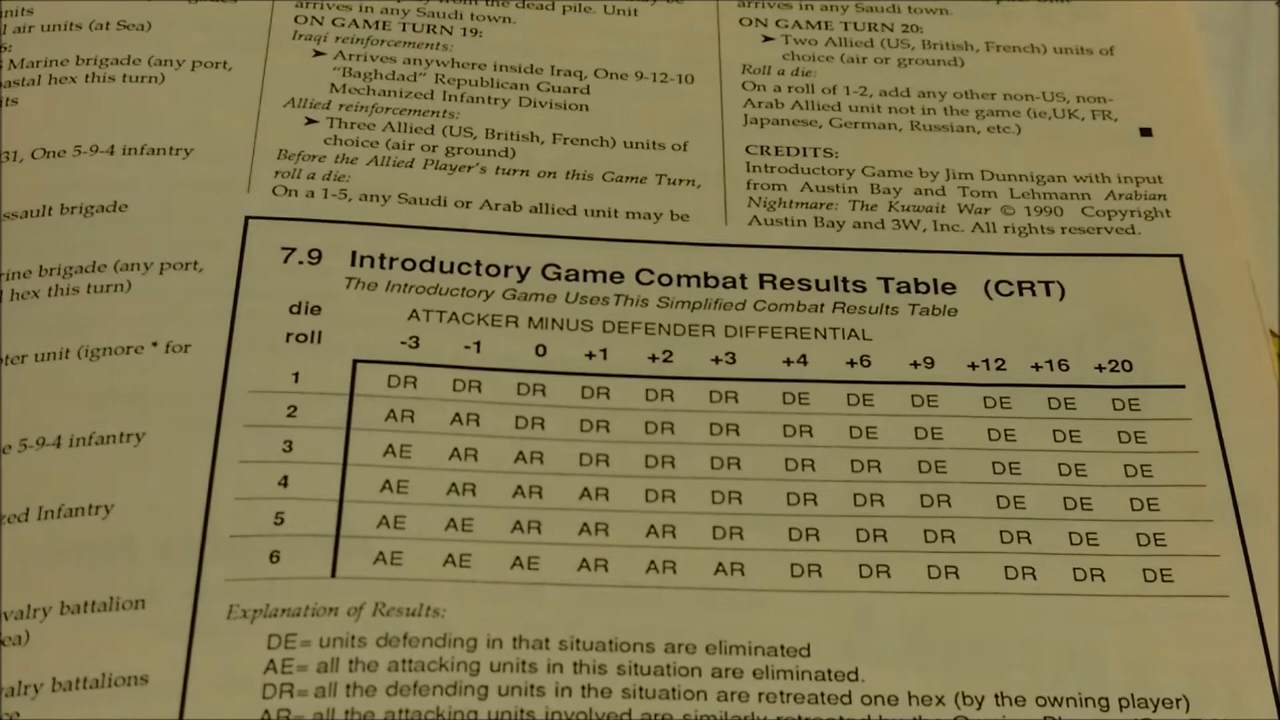 nits
l air units (at Sea)
Marine brigade (any port,
astal hex this turn)
its
31, One 5-9-4 infantry
ssault brigade
rine brigade (any port,
hex this turn)
ter unit (ignore * for
e 5-9-4 infantry
zed Infantry
valry battalion
ea)
alry battalions
arrives in any Saudi town.
the dead pile. Unit
ON GAME TURN 19:
Iraqi reinforcements:
➤ Arrives anywhere inside Iraq, One 9-12-10
"Baghdad" Republican Guard
Mechanized Infantry Division
Allied reinforcements:
➤ Three Allied (US, British, French) units of
choice (air or ground)
Before the Allied Player's turn on this Game Turn,
roll a die:
On a 1-5, any Saudi or Arab allied unit may be
arrives in any Saudi town.
ON GAME TURN 20:
➤ Two Allied (US, British, French) units of
choice (air or ground)
Roll a die:
On a roll of 1-2, add any other non-US, non-
Arab Allied unit not in the game (ie,UK, FR,
Japanese, German, Russian, etc.)
CREDITS:
Introductory Game by Jim Dunnigan with input
from Austin Bay and Tom Lehmann Arabian
Nightmare: The Kuwait War © 1990 Copyright
Austin Bay and 3W, Inc. All rights reserved.
7.9 Introductory Game Combat Results Table (CRT)
The Introductory Game UsesThis Simplified Combat Results Table
die
roll
ATTACKER MINUS DEFENDER DIFFERENTIAL
-3 -1 0 +1 +2 +3 +4 +6 +9 +12 +16 +20
1 DR DR DR DR DR DR DE DE DE DE DE DE
2 AR AR DR DR DR DR DR DE DE DE DE DE
3 AE AR AR DR DR DR DR DR DE DE DE DE
4 AE AR AR AR DR DR DR DR DR DE DE DE
5 AE AE AR AR AR DR DR DR DR DR DE DE
6 AE AE AE AR AR AR DR DR DR DR DR DE
Explanation of Results:
DE= units defending in that situations are eliminated
AE= all the attacking units in this situation are eliminated.
DR= all the defending units in the situation are retreated one hex (by the owning player)
AR= all the attacking units involved are similarly retreated by the